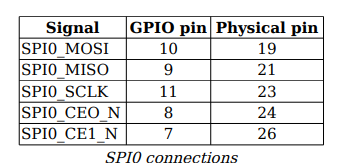 Signal GPIO pin Physical pin
SPI0_MOSI 10 19
SPI0_MISO 9 21
SPI0_SCLK 11 23
SPI0_CEO_N 8 24
SPI0_CE1_N 7 26
SPI0 connections